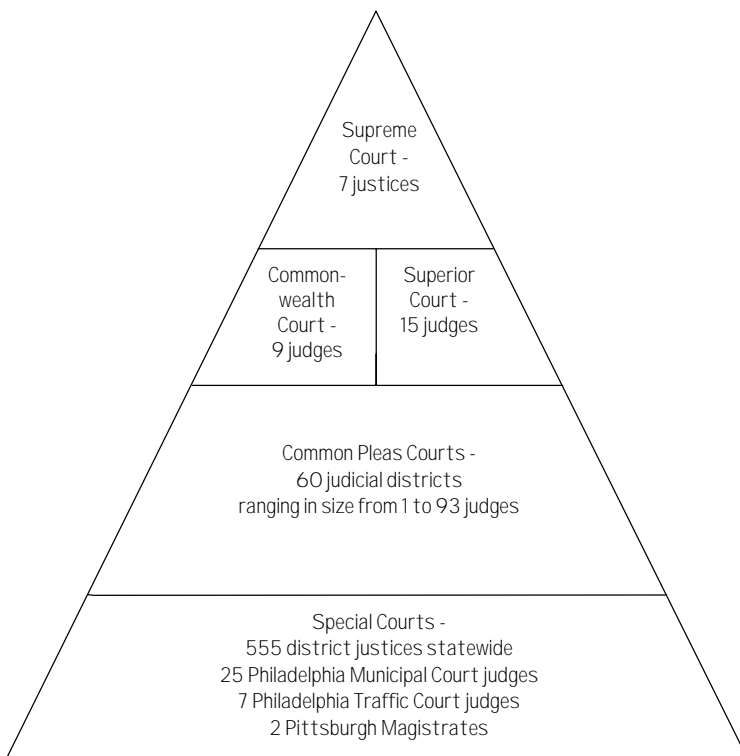 Supreme
Court -
7 justices
Common-
wealth
Court -
9 judges
Superior
Court -
15 judges
Common Pleas Courts -
60 judicial districts
ranging in size from 1 to 93 judges
Special Courts -
555 district justices statewide
25 Philadelphia Municipal Court judges
7 Philadelphia Traffic Court judges
2 Pittsburgh Magistrates